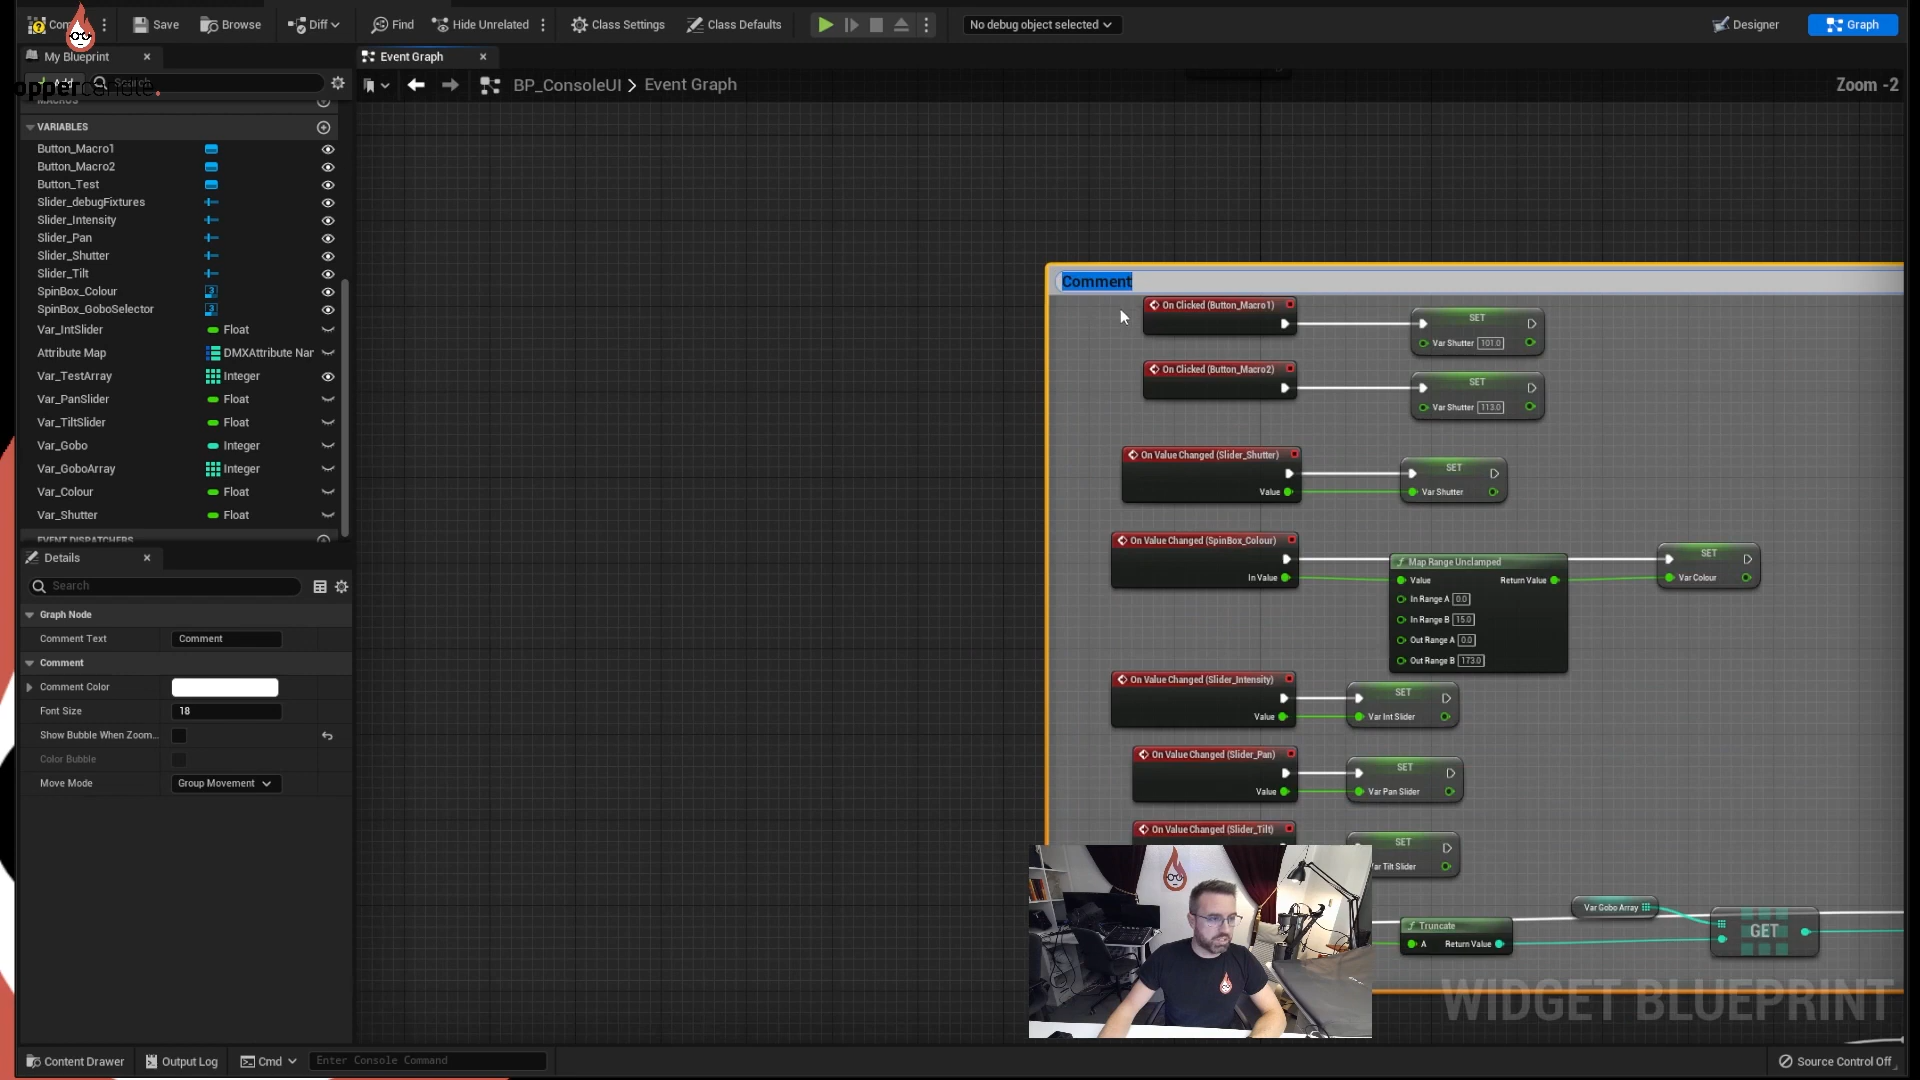 Save
Browse
Diff
Find
Hide Unrelated
Class Settings
Class Defaults
No debug object selected
Designer
Graph
My Blueprint
Event Graph
Search
BP_ConsoleUI > Event Graph
Zoom -2
MACROS
VARIABLES
Button_Macro1
Button_Macro2
Button_Test
Slider_debugFixtures
Slider_Intensity
Slider_Pan
Slider_Shutter
Slider_Tilt
SpinBox_Colour
SpinBox_GoboSelector
Var_IntSlider Float
Attribute Map DMXAttribute Nar
Var_TestArray Integer
Var_PanSlider Float
Var_TiltSlider Float
Var_Gobo Integer
Var_GoboArray Integer
Var_Colour Float
Var_Shutter Float
EVENT DISPATCHERS
Details
Search
Graph Node
Comment Text Comment
Comment
Comment Color
Font Size 18
Show Bubble When Zoom...
Color Bubble
Move Mode Group Movement
Comment
On Clicked (Button_Macro1)
SET
Var Shutter 101.0
On Clicked (Button_Macro2)
SET
Var Shutter 113.0
On Value Changed (Slider_Shutter)
Value
SET
Var Shutter
On Value Changed (SpinBox_Colour)
In Value
Map Range Unclamped
Value Return Value
In Range A 0.0
In Range B 15.0
Out Range A 0.0
Out Range B 173.0
SET
Var Colour
On Value Changed (Slider_Intensity)
Value
SET
Var Int Slider
On Value Changed (Slider_Pan)
Value
SET
Var Pan Slider
On Value Changed (Slider_Tilt)
SET
Var Tilt Slider
Truncate
A Return Value
Var Gobo Array
GET
WIDGET BLUEPRINT
Content Drawer
Output Log
Cmd
Enter Console Command
Source Control Off